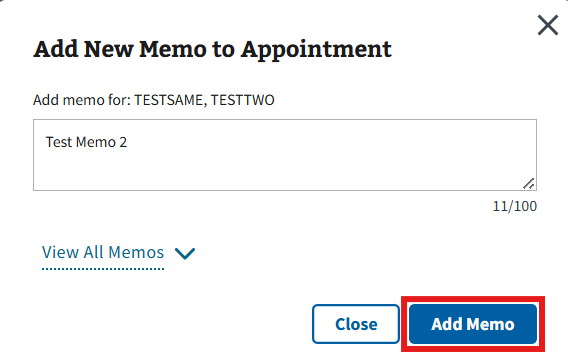 Add New Memo to Appointment
Add memo for: TESTSAME, TESTTWO
Test Memo 2
11/100
View All Memos
Close
Add Memo